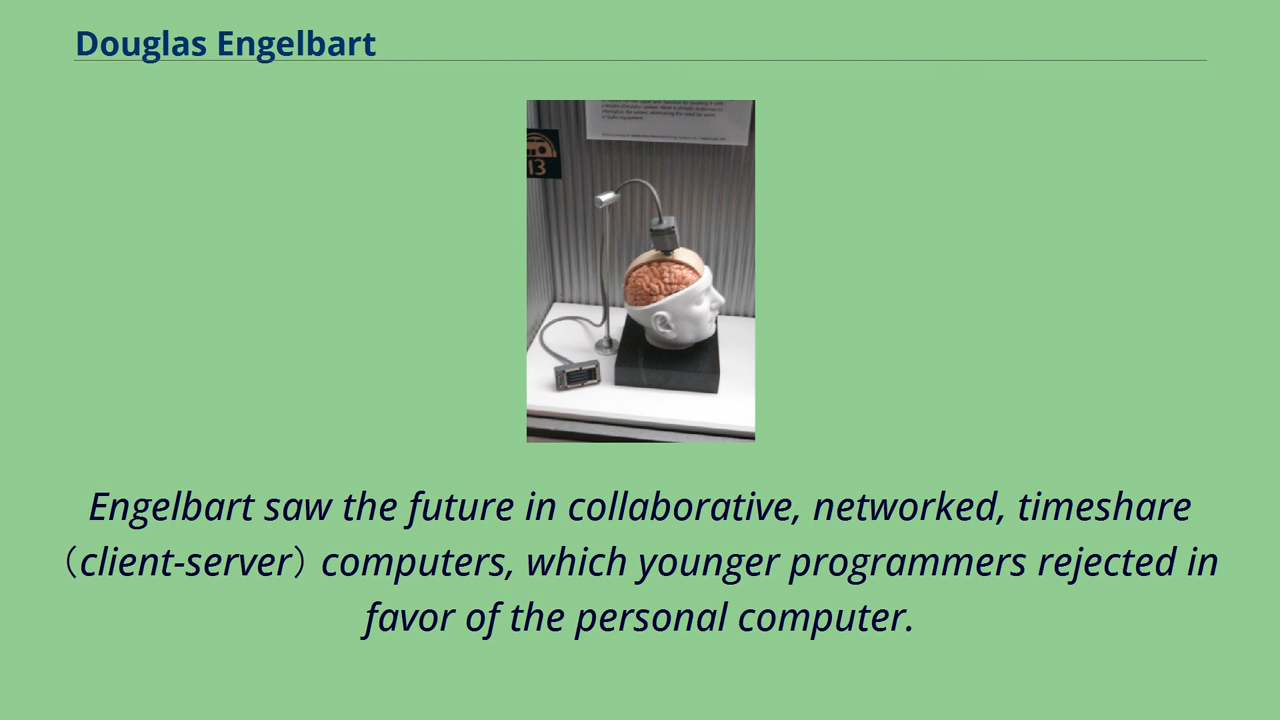 Douglas Engelbart
13
Engelbart saw the future in collaborative, networked, timeshare
（client-server） computers, which younger programmers rejected in
favor of the personal computer.